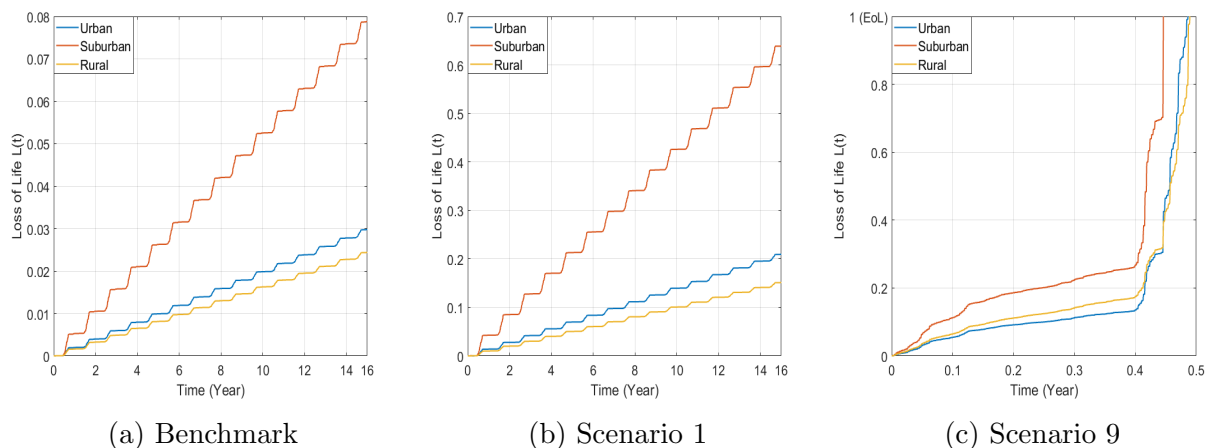 Urban
Suburban
Rural
Loss of Life L(t)
0.08
0.07
0.06
0.05
0.04
0.03
0.02
0.01
0
0 2 4 6 8 10 12 14 16
Time (Year)
(a) Benchmark
Urban
Suburban
Rural
Loss of Life L(t)
0.7
0.6
0.5
0.4
0.3
0.2
0.1
0
0 2 4 6 8 10 12 14 16
Time (Year)
(b) Scenario 1
Urban
Suburban
Rural
Loss of Life L(t)
1 (EoL)
0.8
0.6
0.4
0.2
0
0 0.1 0.2 0.3 0.4 0.5
Time (Year)
(c) Scenario 9